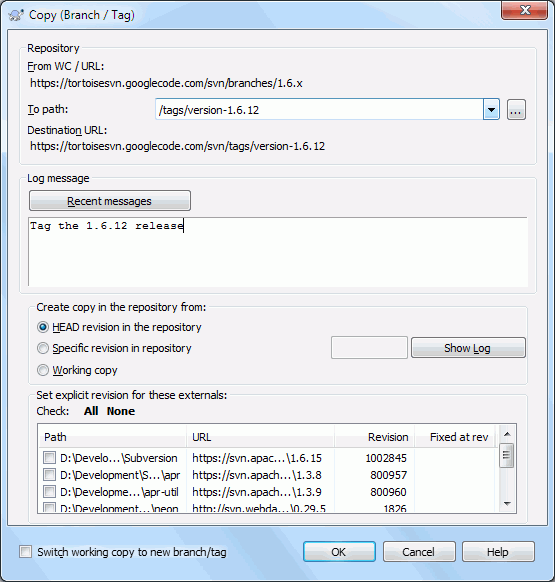 Copy (Branch / Tag)
Repository
From WC / URL:
https://tortoisesvn.googlecode.com/svn/branches/1.6.x
To path: /tags/version-1.6.12 ...
Destination URL:
https://tortoisesvn.googlecode.com/svn/tags/version-1.6.12
Log message
Recent messages
Tag the 1.6.12 release
Create copy in the repository from:
HEAD revision in the repository
Specific revision in repository Show Log
Working copy
Set explicit revision for these externals:
Check: All None
Path URL Revision Fixed at rev
D:\Develo...\Subversion https://svn.apac...\1.6.15 1002845
D:\Development\S...\apr https://svn.apach...\1.3.8 800957
D:\Developme...\apr-util https://svn.apach...\1.3.9 800960
D:\Development\neon http://svn.webda...\0.29.5 1826
Switch working copy to new branch/tag OK Cancel Help